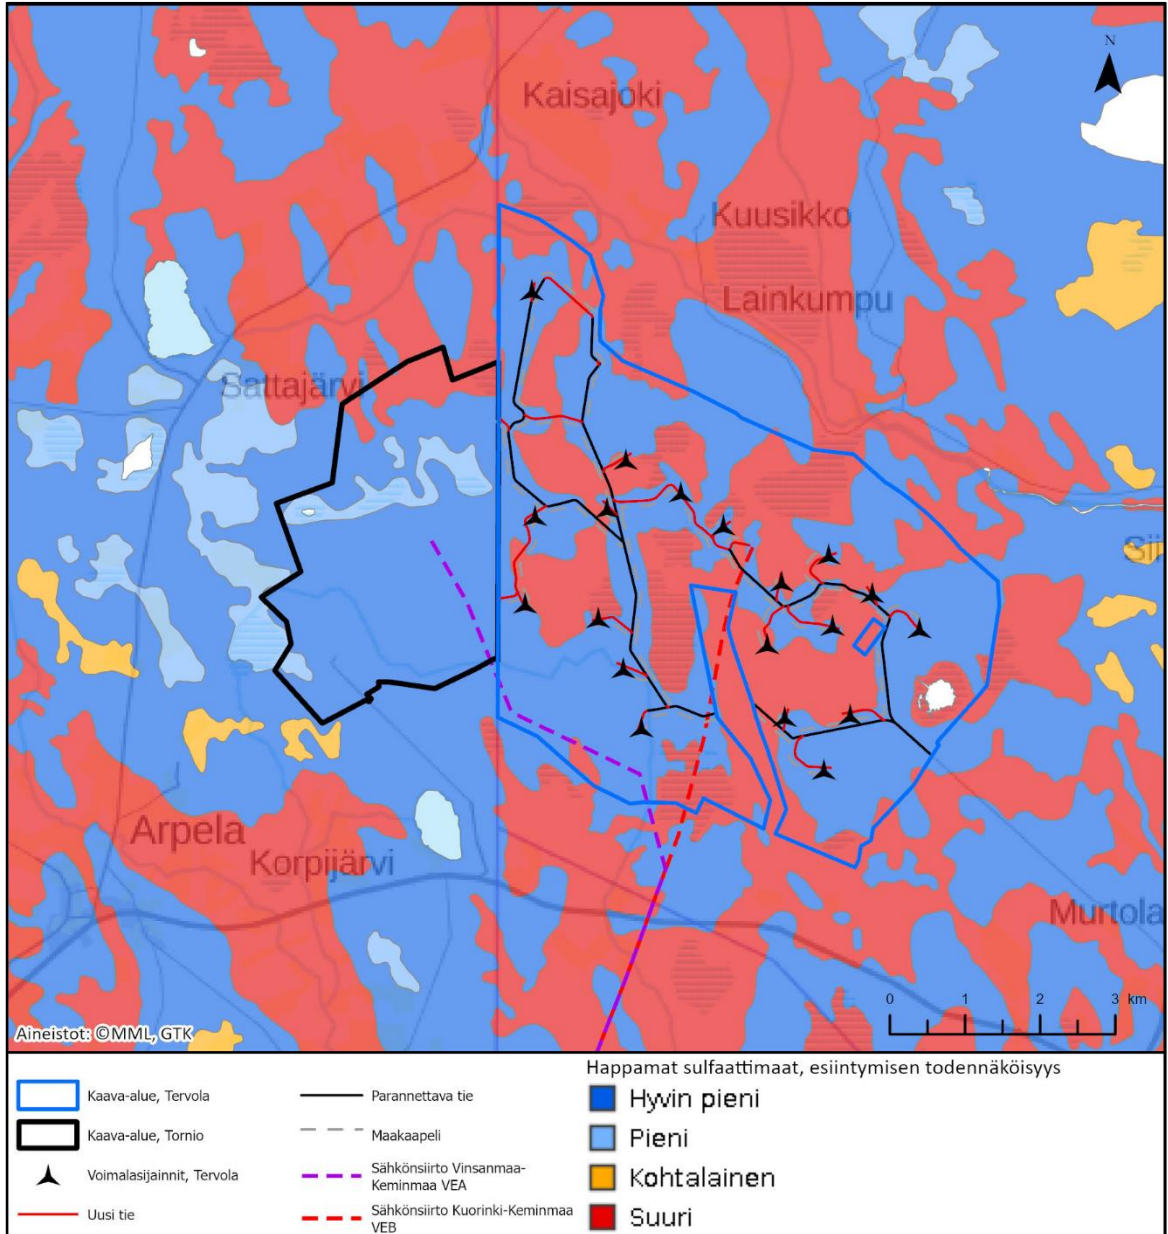 N
Kaisajoki
Kuusikko
Lainkumpu
Sattajärvi
Sii
Arpela
Korpijärvi
Murtola
0 1 2 3 km
Aineistot: ©MML, GTK
Happamat sulfaattimaat, esiintymisen todennäköisyys
Kaava-alue, Tervola
Kaava-alue, Tornio
Voimalasijainnit, Tervola
Uusi tie
Parannettava tie
Maakaapeli
Sähkönsiirto Vinsanmaa-
Keminmaa VEA
Sähkönsiirto Kuorinki-Keminmaa
VEB
Hyvin pieni
Pieni
Kohtalainen
Suuri